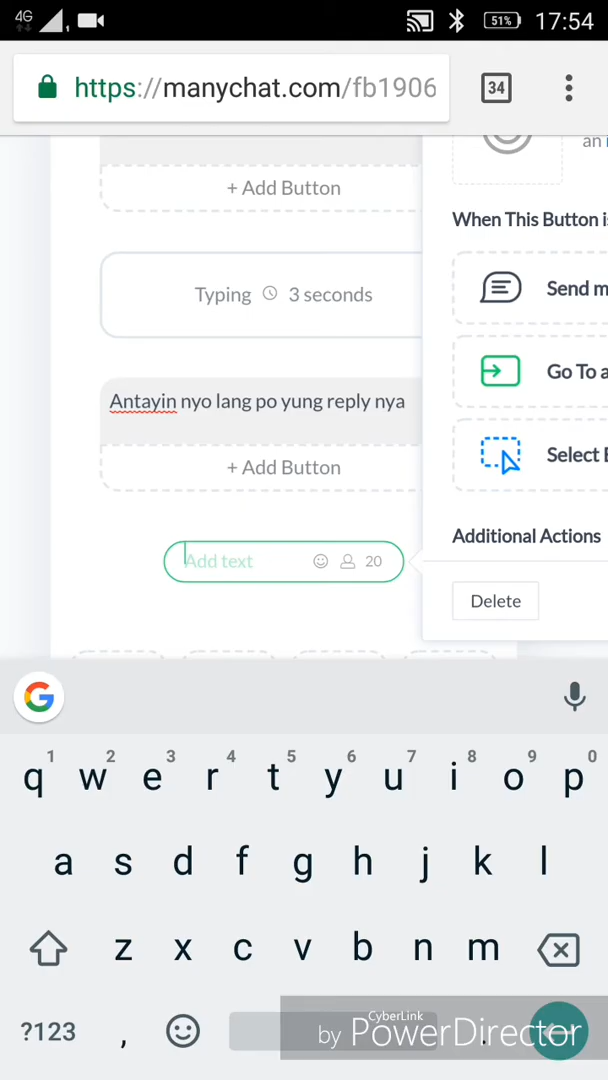 4G
51%
17:54
https://manychat.com/fb1906
34
an
+ Add Button
When This Button is
Typing 3 seconds
Send m
Go To a
Antayin nyo lang po yung reply nya
+ Add Button
Select
Additional Actions
Add text
20
Delete
G
1 2 3 4 5 6 7 8 9 0
q w e r t y u i o p
a s d f g h j k l
z x c v b n m
?123 , .
CyberLink
by PowerDirector